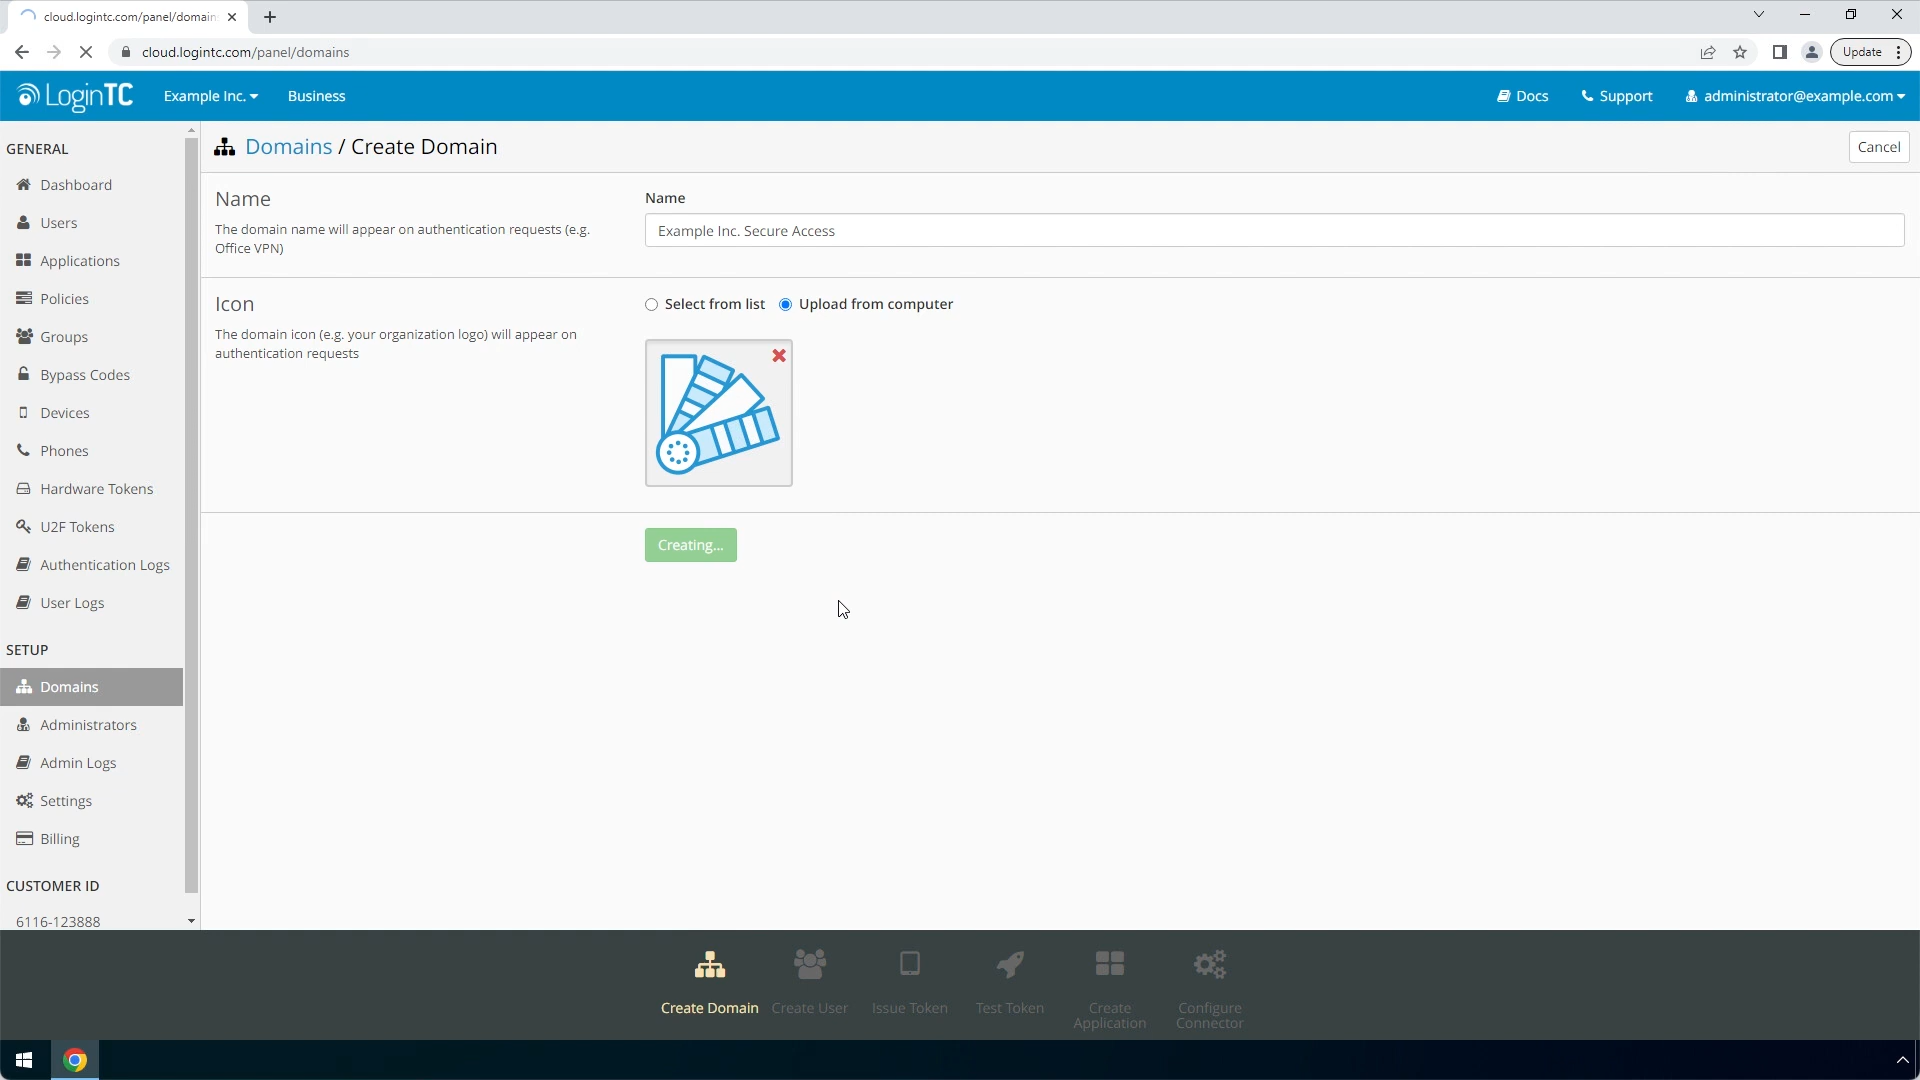 cloud.logintc.com/panel/domain
cloud.logintc.com/panel/domains
Update
LoginTC
Example Inc.
Business
Docs
Support
administrator@example.com
GENERAL
Dashboard
Users
Applications
Policies
Groups
Bypass Codes
Devices
Phones
Hardware Tokens
U2F Tokens
Authentication Logs
User Logs
SETUP
Domains
Administrators
Admin Logs
Settings
Billing
CUSTOMER ID
6116-123888
Domains / Create Domain
Cancel
Name
The domain name will appear on authentication requests (e.g.
Office VPN)
Name
Example Inc. Secure Access
Icon
The domain icon (e.g. your organization logo) will appear on
authentication requests
Select from list
Upload from computer
Creating...
Create Domain
Create User
Issue Token
Test Token
Create
Application
Configure
Connector